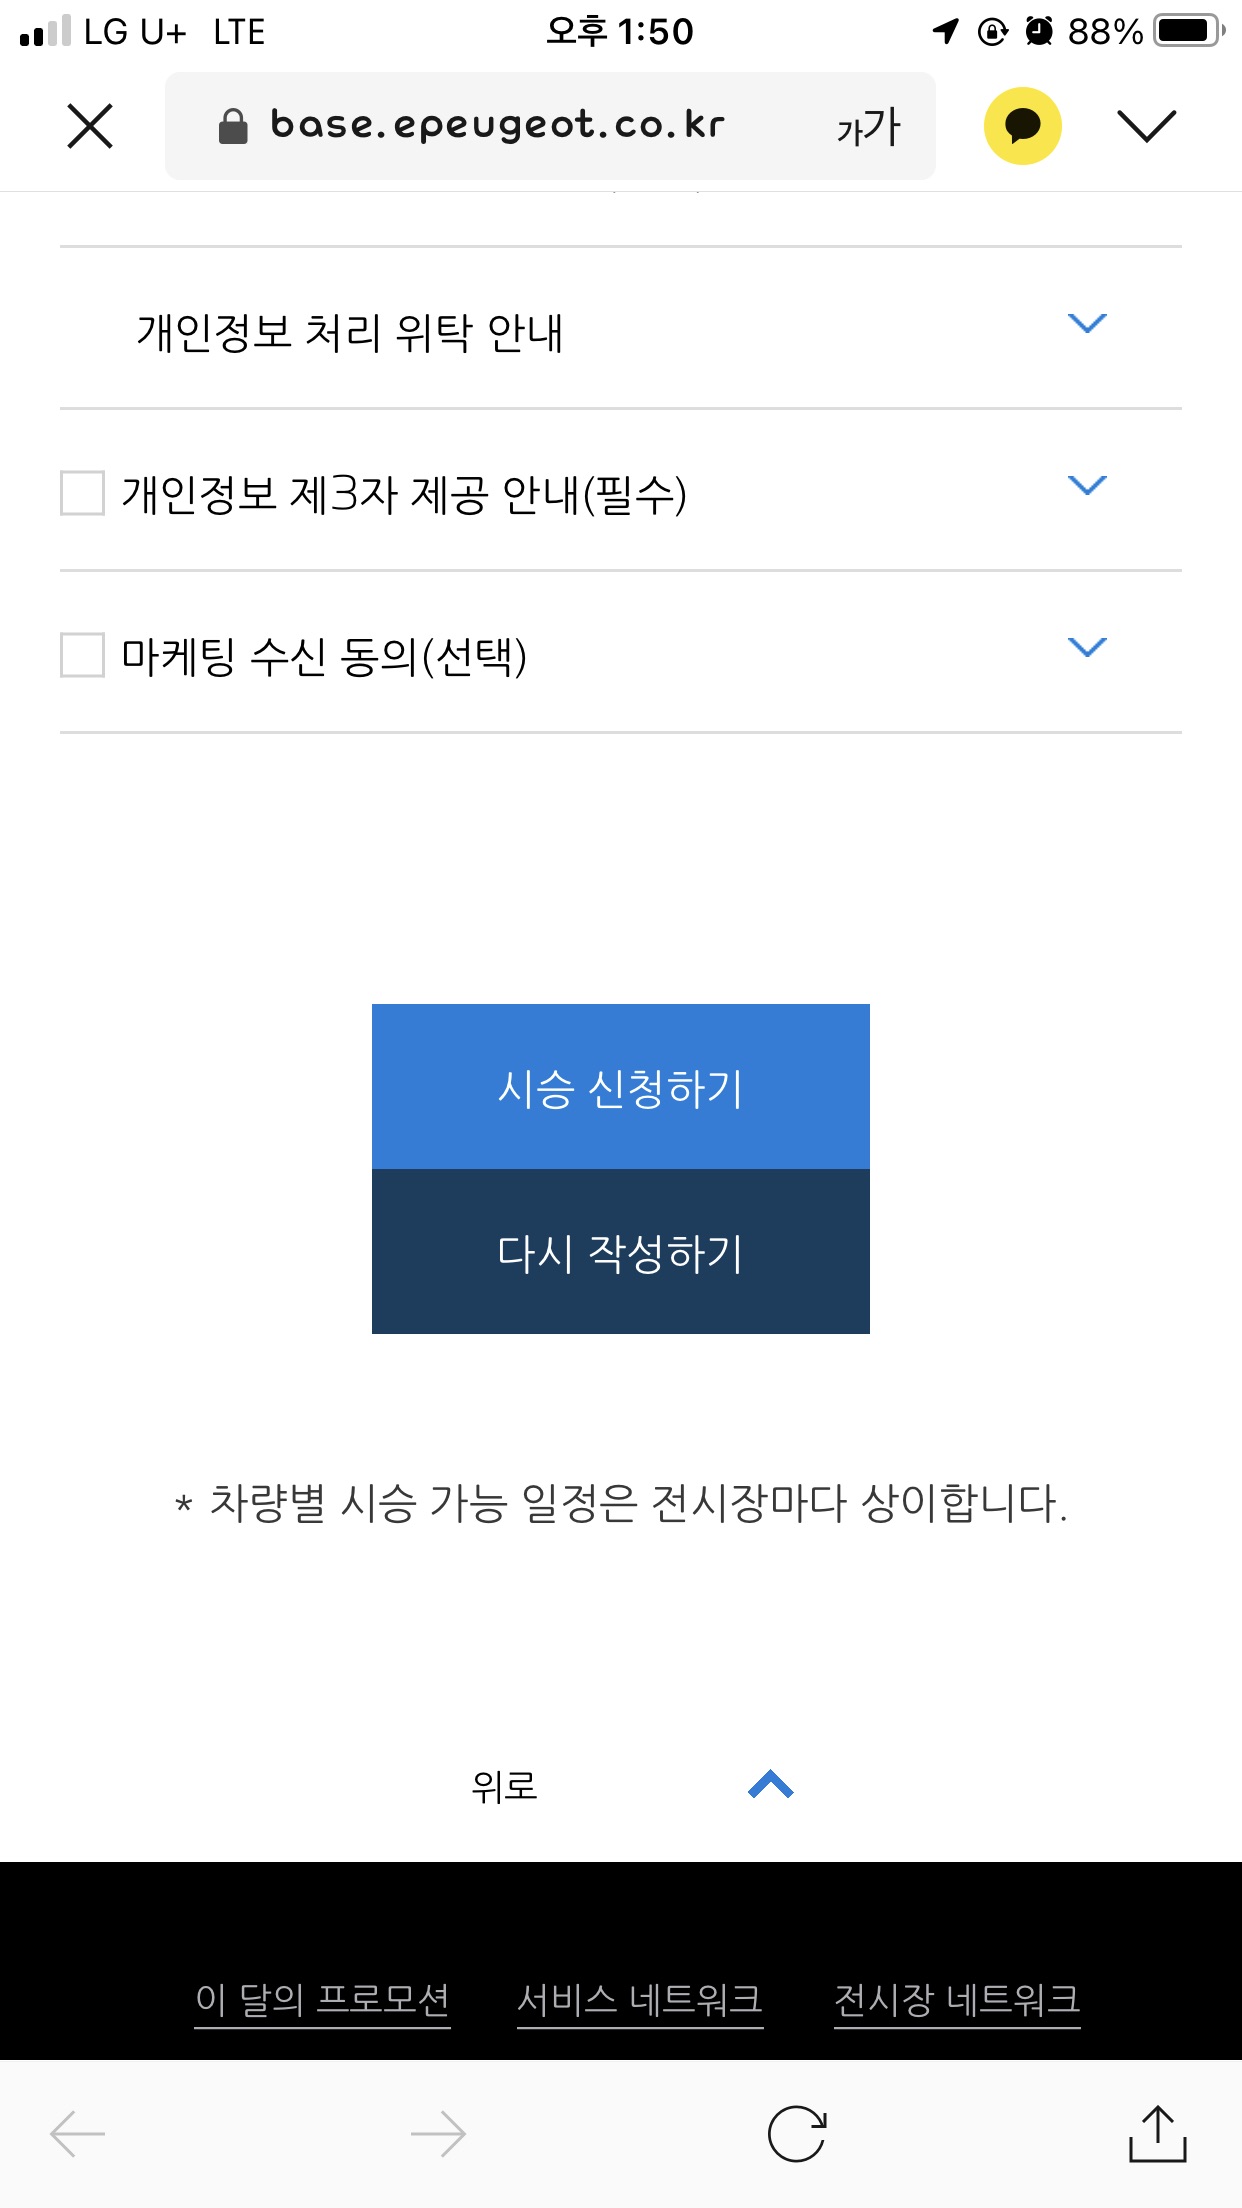 LG U+ LTE 오후 1:50 88%
base.epeugeot.co.kr 가가
개인정보 처리 위탁 안내
개인정보 제3자 제공 안내(필수)
마케팅 수신 동의(선택)
시승 신청하기
다시 작성하기
* 차량별 시승 가능 일정은 전시장마다 상이합니다.
위로
이 달의 프로모션 서비스 네트워크 전시장 네트워크